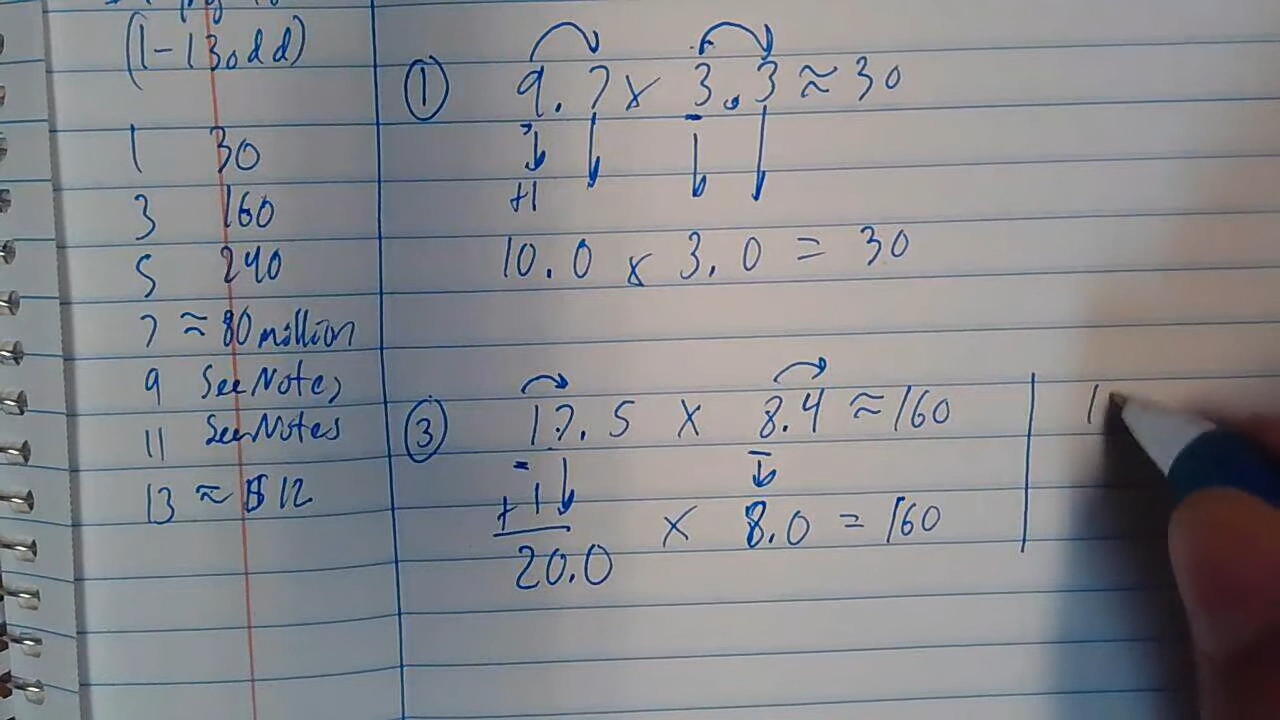 (1-13 odd)
1 30
3 160
5 240
7 ≈ 80 million
9 See Notes
11 See Notes
13 ≈ $12
① 9.7 x 3.3 ≈ 30
+1
10.0 x 3.0 = 30
③ 17.5 x 8.4 ≈ 160
+1
20.0 x 8.0 = 160
1